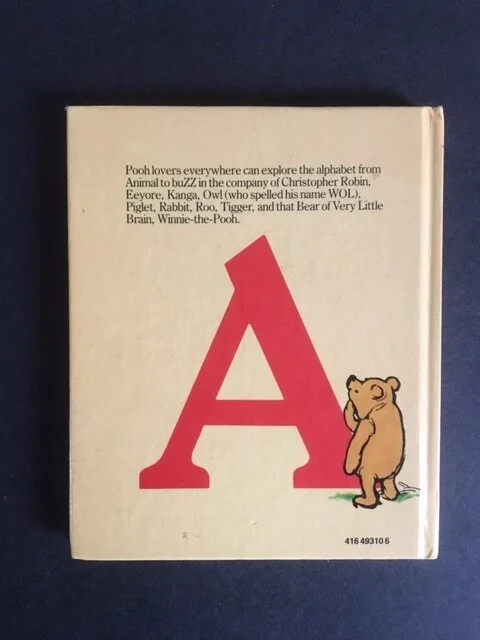 Pooh lovers everywhere can explore the alphabet from
Animal to buZZ in the company of Christopher Robin,
Eeyore, Kanga, Owl (who spelled his name WOL),
Piglet, Rabbit, Roo, Tigger, and that Bear of Very Little
Brain, Winnie-the-Pooh.
A
416 49310 6